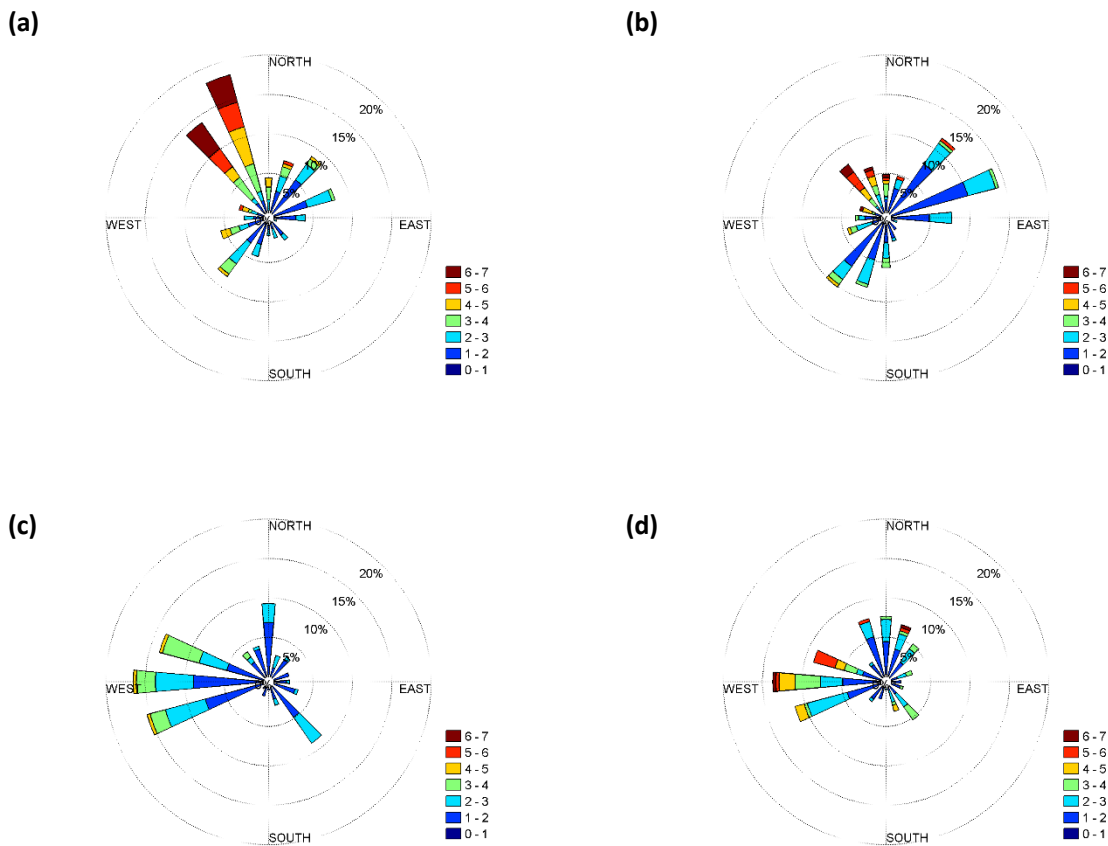 (a)
NORTH
20%
15%
10%
5%
WEST
EAST
SOUTH
6 - 7
5 - 6
4 - 5
3 - 4
2 - 3
1 - 2
0 - 1
(b)
NORTH
20%
15%
10%
5%
WEST
EAST
SOUTH
6 - 7
5 - 6
4 - 5
3 - 4
2 - 3
1 - 2
0 - 1
(c)
NORTH
20%
15%
10%
5%
WEST
EAST
SOUTH
6 - 7
5 - 6
4 - 5
3 - 4
2 - 3
1 - 2
0 - 1
(d)
NORTH
20%
15%
10%
5%
WEST
EAST
SOUTH
6 - 7
5 - 6
4 - 5
3 - 4
2 - 3
1 - 2
0 - 1